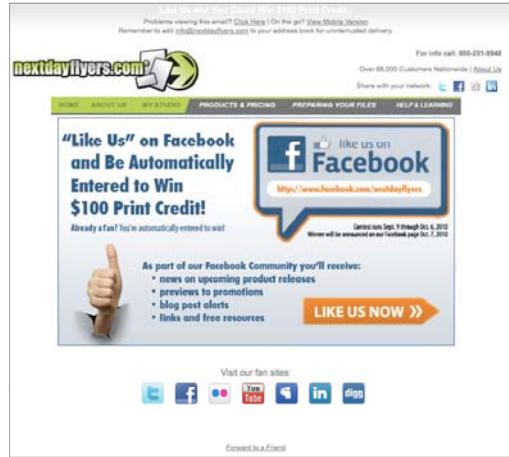 Like Us and You Could Win $100 Print Credit
Problems viewing this email? Click Here | On the go? View Mobile Version
Remember to add info@nextdayflyers.com to your address book for uninterrupted delivery.
For info call: 800-251-9948
nextdayflyers.com
Over 88,000 Customers Nationwide | About Us
Share with your network:
HOME ABOUT US MY STUDIO PRODUCTS & PRICING PREPARING YOUR FILES HELP & LEARNING
"Like Us" on Facebook
and Be Automatically
Entered to Win
$100 Print Credit!
Already a fan? You're automatically entered to win!
like us on
Facebook
http://www.facebook.com/nextdayflyers
Contest runs Sept. 9 through Oct. 6, 2010
Winner will be announced on our Facebook page Oct. 7, 2010
As part of our Facebook Community you'll receive:
• news on upcoming product releases
• previews to promotions
• blog post alerts
• links and free resources
LIKE US NOW
Visit our fan sites:
You
Tube
in
digg
Forward to a Friend